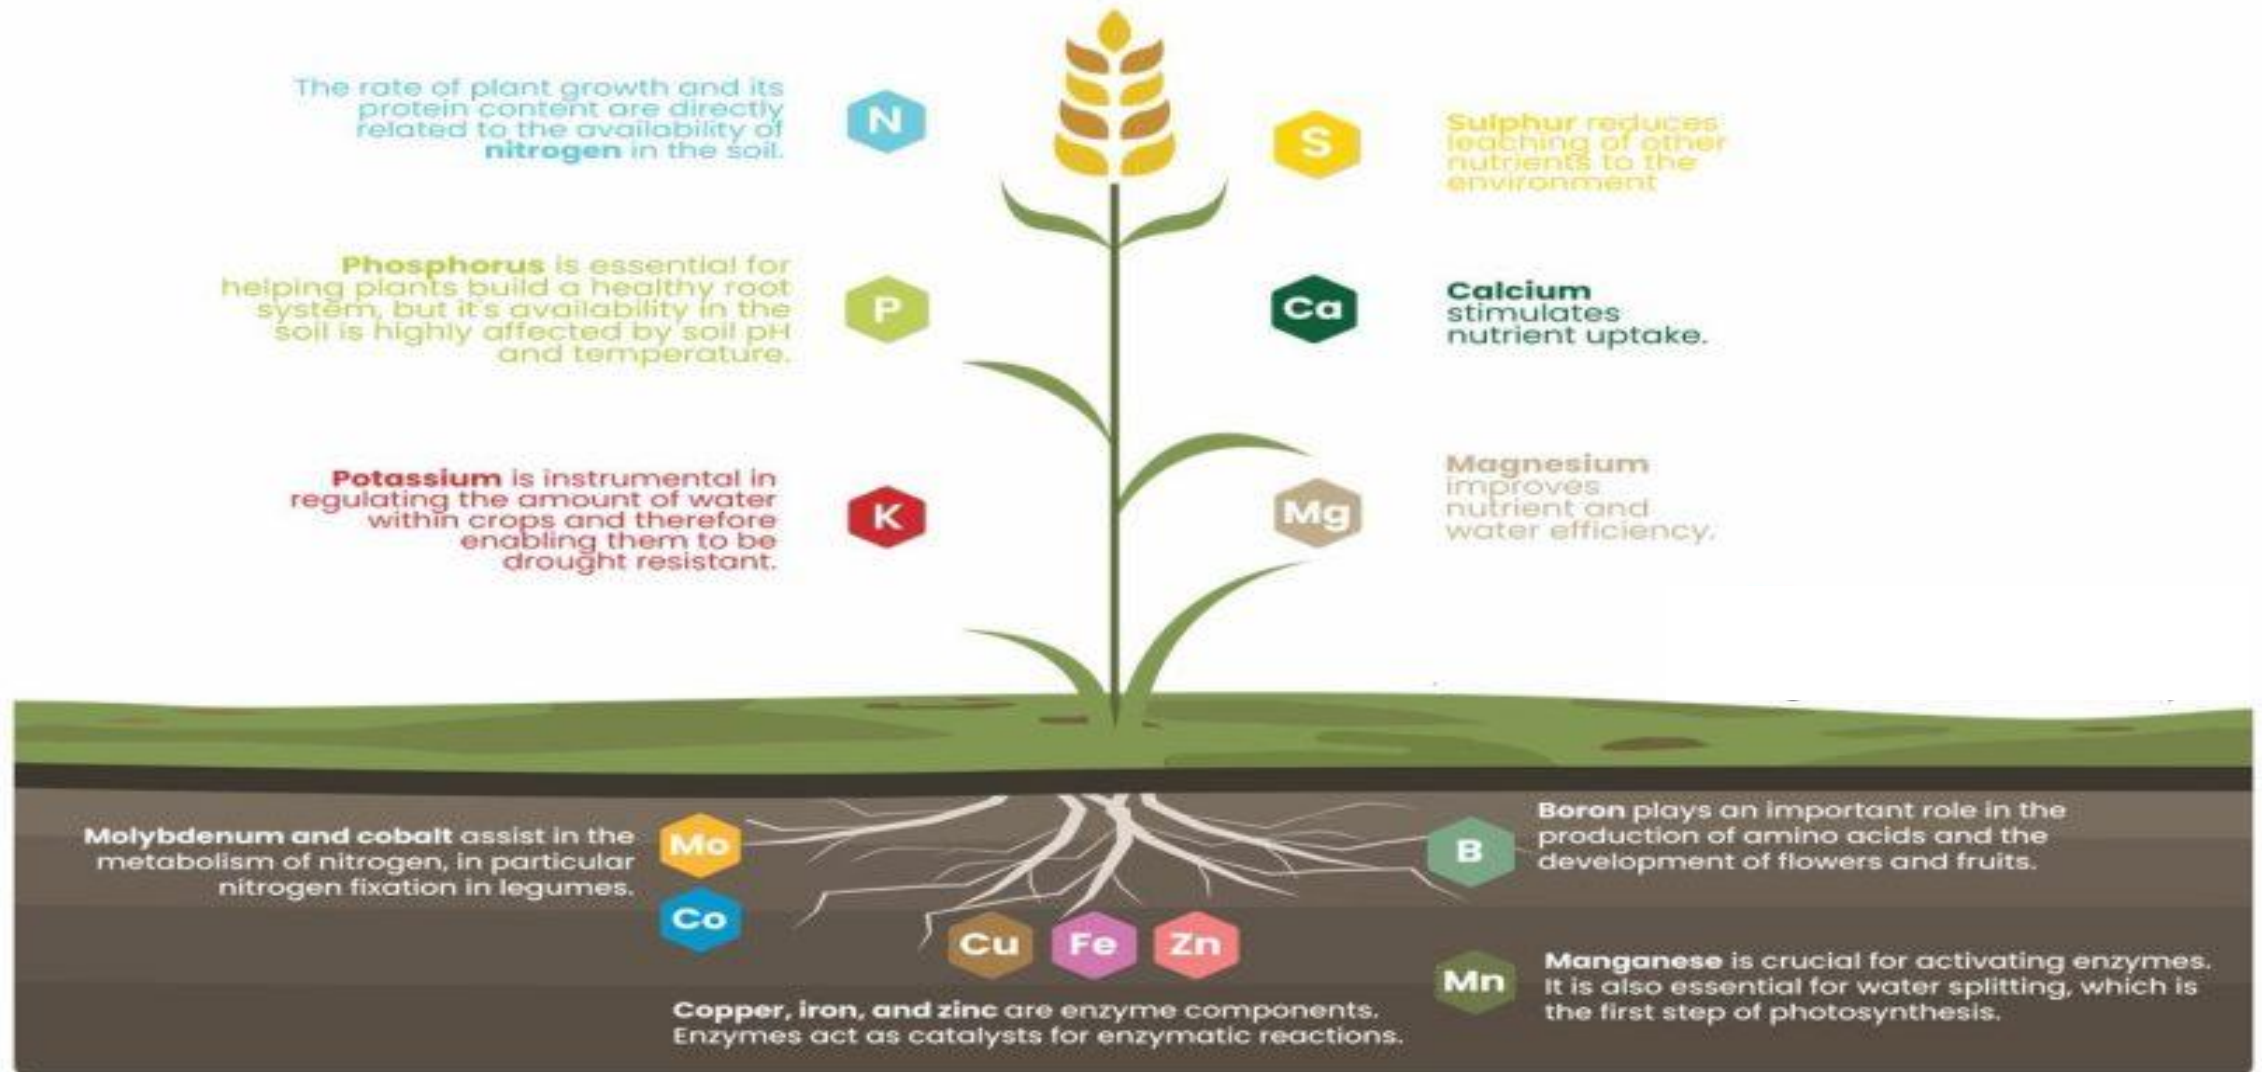 The rate of plant growth and its
protein content are directly
related to the availability of
nitrogen in the soil.
N
S
Sulphur reduces
leaching of other
nutrients to the
environment
Phosphorus is essential for
helping plants build a healthy root
system, but it's availability in the
soil is highly affected by soil pH
and temperature.
P
Ca
Calcium
stimulates
nutrient uptake.
Potassium is instrumental in
regulating the amount of water
within crops and therefore
enabling them to be
drought resistant.
K
Mg
Magnesium
improves
nutrient and
water efficiency.
Molybdenum and cobalt assist in the
metabolism of nitrogen, in particular
nitrogen fixation in legumes.
Mo
Co
Cu Fe Zn
Copper, iron, and zinc are enzyme components.
Enzymes act as catalysts for enzymatic reactions.
B
Boron plays an important role in the
production of amino acids and the
development of flowers and fruits.
Mn
Manganese is crucial for activating enzymes.
It is also essential for water splitting, which is
the first step of photosynthesis.